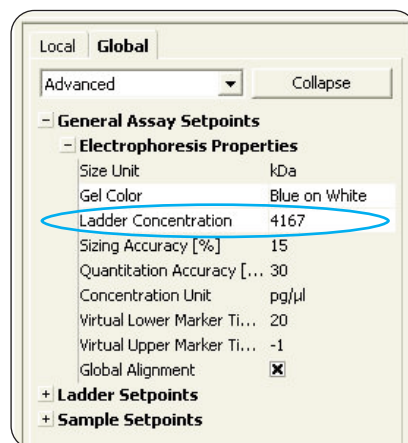 Local Global
Advanced Collapse
General Assay Setpoints
Electrophoresis Properties
Size Unit kDa
Gel Color Blue on White
Ladder Concentration 4167
Sizing Accuracy [%] 15
Quantitation Accuracy [... 30
Concentration Unit pg/µl
Virtual Lower Marker Ti... 20
Virtual Upper Marker Ti... -1
Global Alignment
Ladder Setpoints
Sample Setpoints